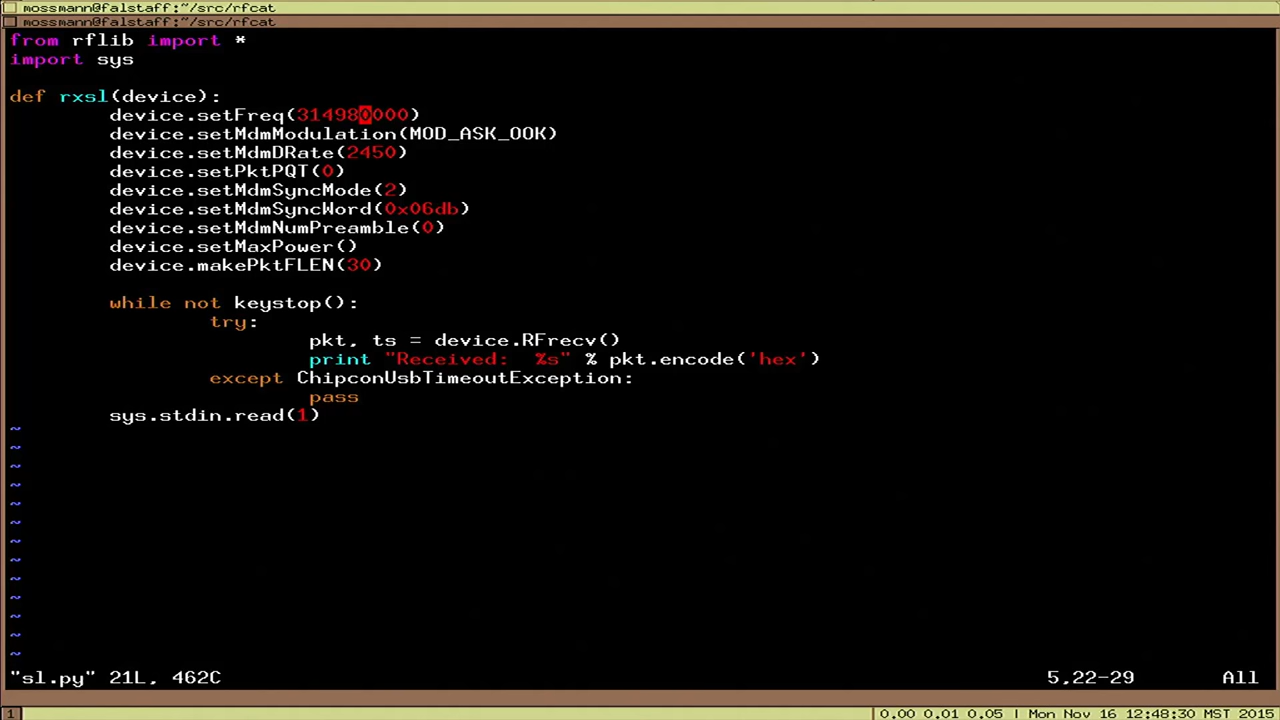 mossmann@falstaff:~/src/rfcat
mossmann@falstaff:~/src/rfcat
from rflib import *
import sys
def rxsl(device):
device.setFreq(314980000)
device.setMdmModulation(MOD_ASK_OOK)
device.setMdmDRate(2450)
device.setPktPQT(0)
device.setMdmSyncMode(2)
device.setMdmSyncWord(0x06db)
device.setMdmNumPreamble(0)
device.setMaxPower()
device.makePktFLEN(30)
while not keystop():
try:
pkt, ts = device.RFrecv()
print "Received:  %s" % pkt.encode('hex')
except ChipconUsbTimeoutException:
pass
sys.stdin.read(1)
~
~
~
~
~
~
~
~
~
~
~
~
~
"sl.py" 21L, 462C 5,22-29 All
1 0.00 0.01 0.05 | Mon Nov 16 12:48:30 MST 2015